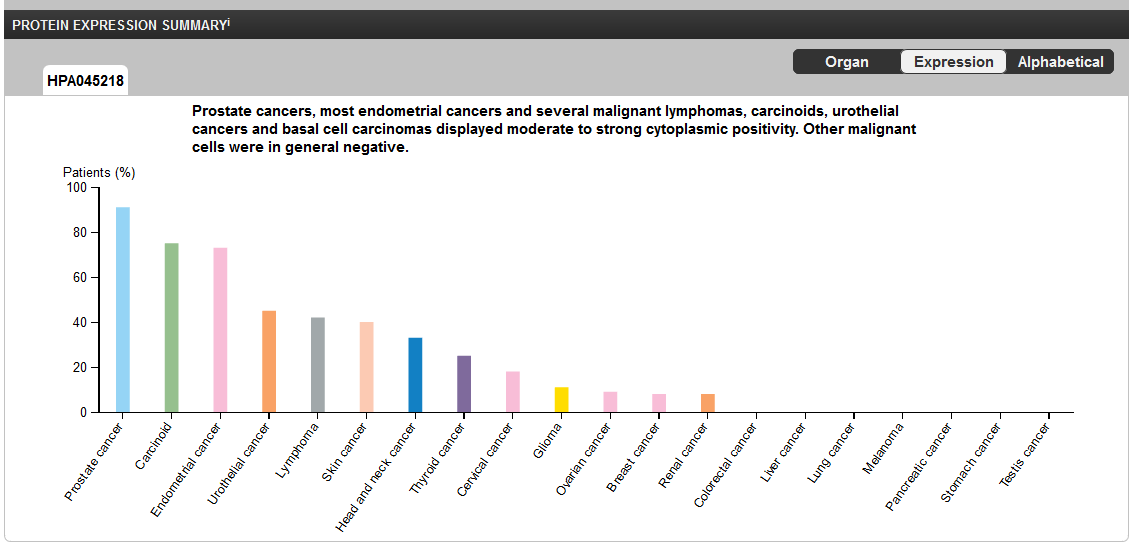 PROTEIN EXPRESSION SUMMARYi
Organ Expression Alphabetical
HPA045218
Prostate cancers, most endometrial cancers and several malignant lymphomas, carcinoids, urothelial
cancers and basal cell carcinomas displayed moderate to strong cytoplasmic positivity. Other malignant
cells were in general negative.
Patients (%)
100
80
60
40
20
0
Prostate cancer
Carcinoid
Endometrial cancer
Urothelial cancer
Lymphoma
Skin cancer
Head and neck cancer
Thyroid cancer
Cervical cancer
Glioma
Ovarian cancer
Breast cancer
Renal cancer
Colorectal cancer
Liver cancer
Lung cancer
Melanoma
Pancreatic cancer
Stomach cancer
Testis cancer